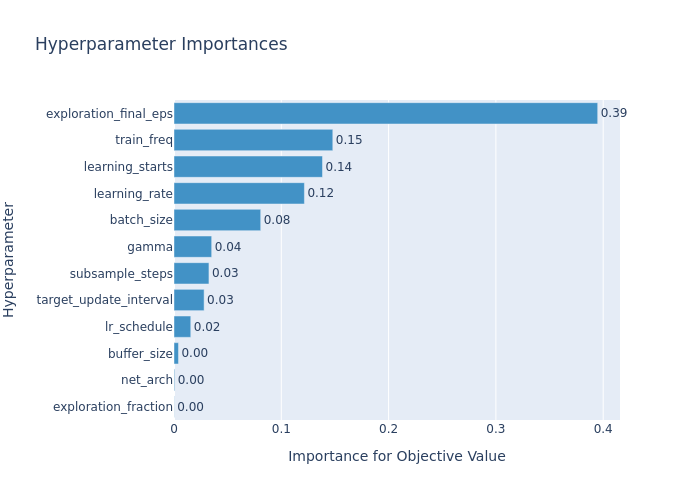 Hyperparameter Importances
Hyperparameter
exploration_final_eps 0.39
train_freq 0.15
learning_starts 0.14
learning_rate 0.12
batch_size 0.08
gamma 0.04
subsample_steps 0.03
target_update_interval 0.03
lr_schedule 0.02
buffer_size 0.00
net_arch 0.00
exploration_fraction 0.00
0 0.1 0.2 0.3 0.4
Importance for Objective Value